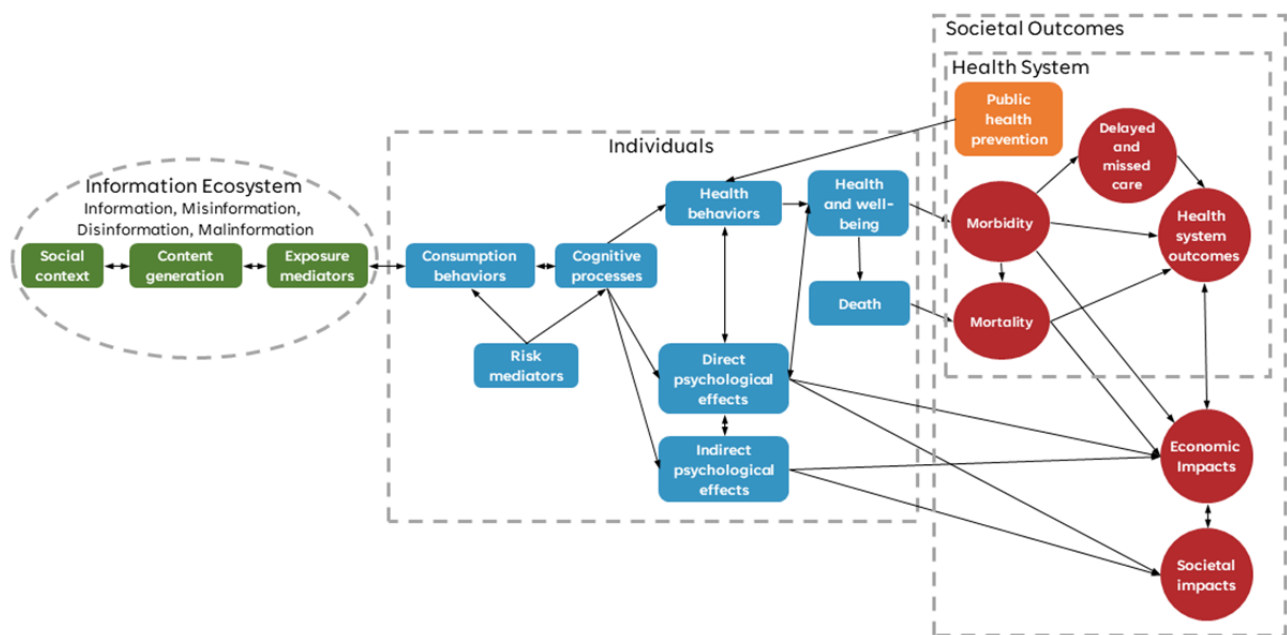 Societal Outcomes
Health System
Public
health
prevention
Delayed
and
missed
care
Individuals
Information Ecosystem
Information, Misinformation,
Disinformation, Malinformation
Health
behaviors
Health
and well-
being
Morbidity
Health
system
outcomes
Social
context
Content
generation
Exposure
mediators
Consumption
behaviors
Cognitive
processes
Death
Mortality
Risk
mediators
Direct
psychological
effects
Indirect
psychological
effects
Economic
Impacts
Societal
impacts